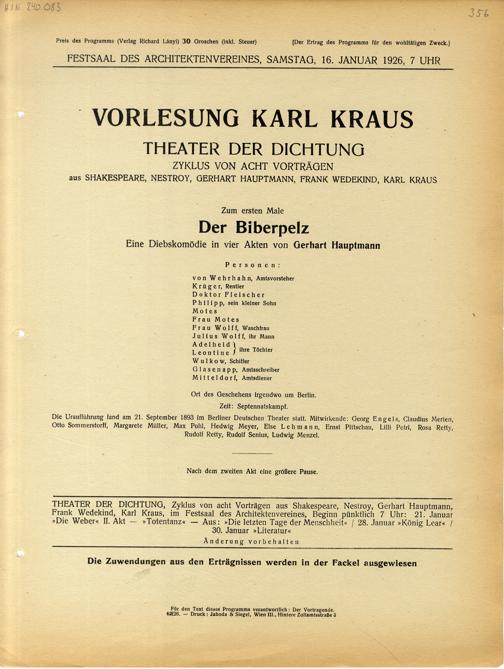 HIN 240.085
356
Preis des Programms (Verlag Richard Lányi) 30 Groschen (inkl. Steuer) [Der Ertrag des Programms für den wohltätigen Zweck.]
FESTSAAL DES ARCHITEKTENVEREINES, SAMSTAG, 16. JANUAR 1926, 7 UHR
VORLESUNG KARL KRAUS
THEATER DER DICHTUNG
ZYKLUS VON ACHT VORTRÄGEN
aus SHAKESPEARE, NESTROY, GERHART HAUPTMANN, FRANK WEDEKIND, KARL KRAUS
Zum ersten Male
Der Biberpelz
Eine Diebskomödie in vier Akten von Gerhart Hauptmann
Personen:
von Wehrhahn, Amtsvorsteher
Krüger, Rentier
Doktor Fleischer
Philipp, sein kleiner Sohn
Motes
Frau Motes
Frau Wolff, Waschfrau
Julius Wolff, ihr Mann
Adelheid
Leontine } ihre Töchter
Wulkow, Schiffer
Glasenapp, Amtsschreiber
Mitteldorf, Amtsdiener
Ort des Geschehens irgendwo um Berlin.
Zeit: Septennatskampf.
Die Uraufführung fand am 21. September 1893 im Berliner Deutschen Theater statt. Mitwirkende: Georg Engels, Claudius Merten,
Otto Sommerstorff, Margarete Müller, Max Pohl, Hedwig Meyer, Else Lehmann, Ernst Plitschau, Lilli Petri, Rosa Retty,
Rudolf Retty, Rudolf Senius, Ludwig Menzel.
Nach dem zweiten Akt eine größere Pause.
THEATER DER DICHTUNG, Zyklus von acht Vorträgen aus Shakespeare, Nestroy, Gerhart Hauptmann,
Frank Wedekind, Karl Kraus, im Festsaal des Architektenvereines, Beginn pünktlich 7 Uhr: 21. Januar
»Die Weber« II. Akt — »Totentanz« — Aus: »Die letzten Tage der Menschheit« / 28. Januar »König Lear« /
30. Januar »Literatur«
Änderung vorbehalten
Die Zuwendungen aus den Erträgnissen werden in der Fackel ausgewiesen
Für den Text dieses Programms verantwortlich: Der Vortragende.
Druck: Jahoda & Siegel, Wien III., Hintere Zollamtsstraße 3